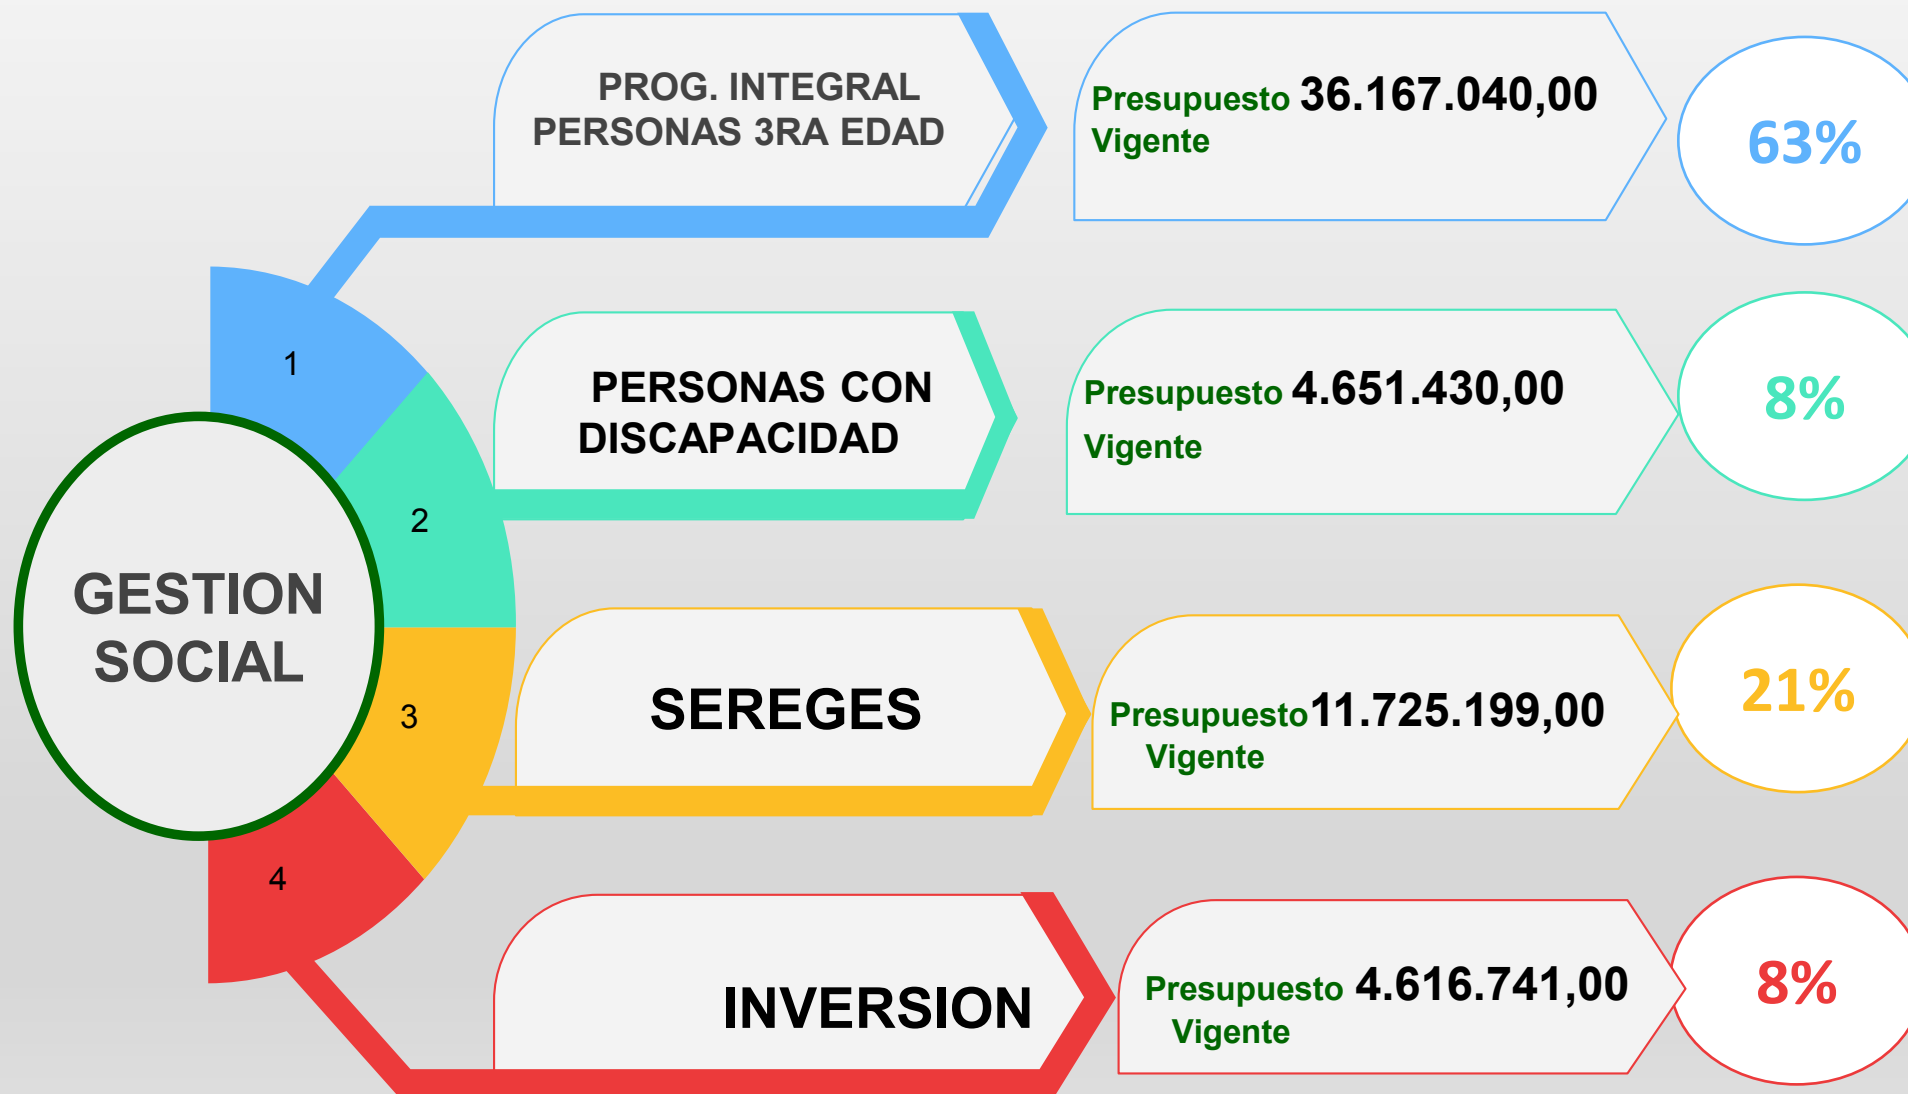 PROG. INTEGRAL
PERSONAS 3RA EDAD
Presupuesto 36.167.040,00
Vigente
63%
1
PERSONAS CON
DISCAPACIDAD
Presupuesto 4.651.430,00
Vigente
8%
2
GESTION
SOCIAL
3
SEREGES
Presupuesto 11.725.199,00
Vigente
21%
4
INVERSION
Presupuesto 4.616.741,00
Vigente
8%